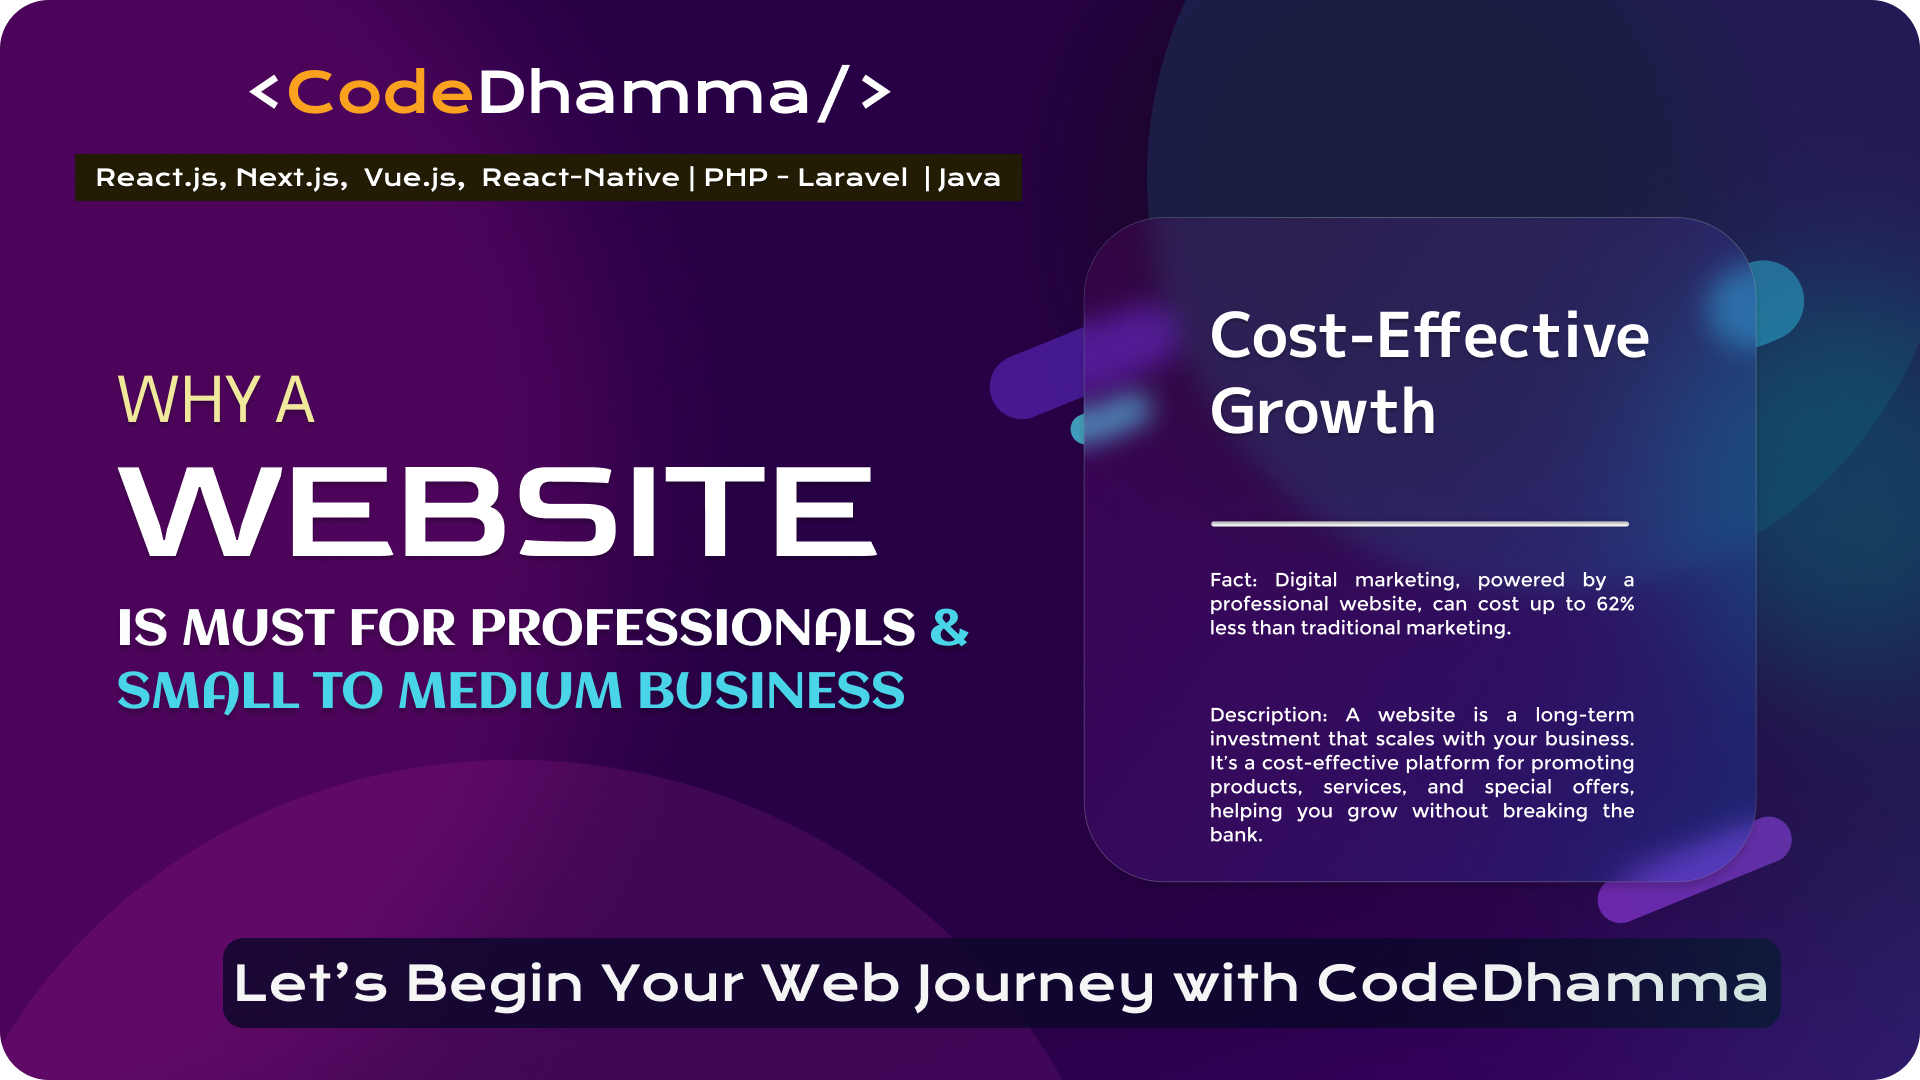 <CodeDhamma/>
React.js, Next.js, Vue.js, React-Native | PHP - Laravel | Java
WHY A
WEBSITE
IS MUST FOR PROFESSIONALS &
SMALL TO MEDIUM BUSINESS
Cost-Effective
Growth
Fact: Digital marketing, powered by a
professional website, can cost up to 62%
less than traditional marketing.
Description: A website is a long-term
investment that scales with your business.
It's a cost-effective platform for promoting
products, services, and special offers,
helping you grow without breaking the
bank.
Let's Begin Your Web Journey with CodeDhamma